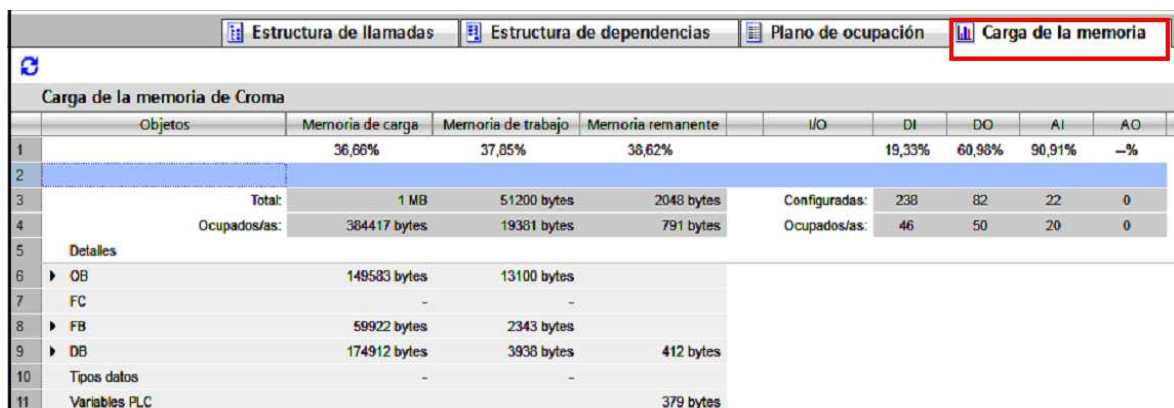 Estructura de llamadas Estructura de dependencias Plano de ocupación Carga de la memoria
Carga de la memoria de Croma
Objetos Memoria de carga Memoria de trabajo Memoria remanente I/O DI DO AI AO
1 36,66% 37,85% 38,62% 19,33% 60,98% 90,91% --%
2
3 Total: 1 MB 51200 bytes 2048 bytes Configuradas: 238 82 22 0
4 Ocupados/as: 384417 bytes 19381 bytes 791 bytes Ocupados/as: 46 50 20 0
5 Detalles
6 OB 149583 bytes 13100 bytes
7 FC - -
8 FB 59922 bytes 2343 bytes
9 DB 174912 bytes 3938 bytes 412 bytes
10 Tipos datos - -
11 Variables PLC 379 bytes